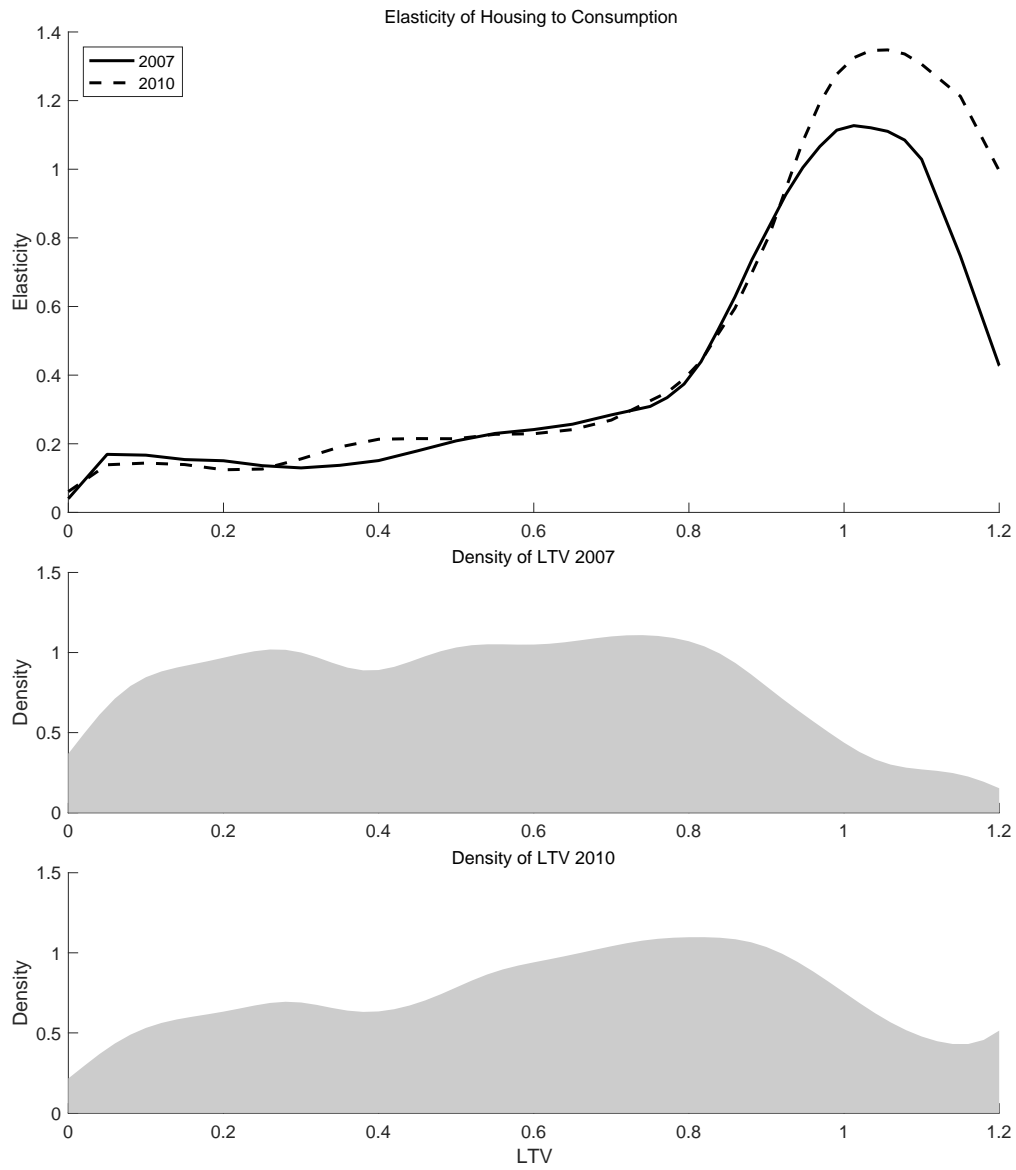 Elasticity of Housing to Consumption
1.4
1.2
1
0.8
0.6
0.4
0.2
0
Elasticity
2007
2010
0 0.2 0.4 0.6 0.8 1 1.2
Density of LTV 2007
1.5
1
0.5
0
Density
0 0.2 0.4 0.6 0.8 1 1.2
Density of LTV 2010
1.5
1
0.5
0
Density
0 0.2 0.4 0.6 0.8 1 1.2
LTV